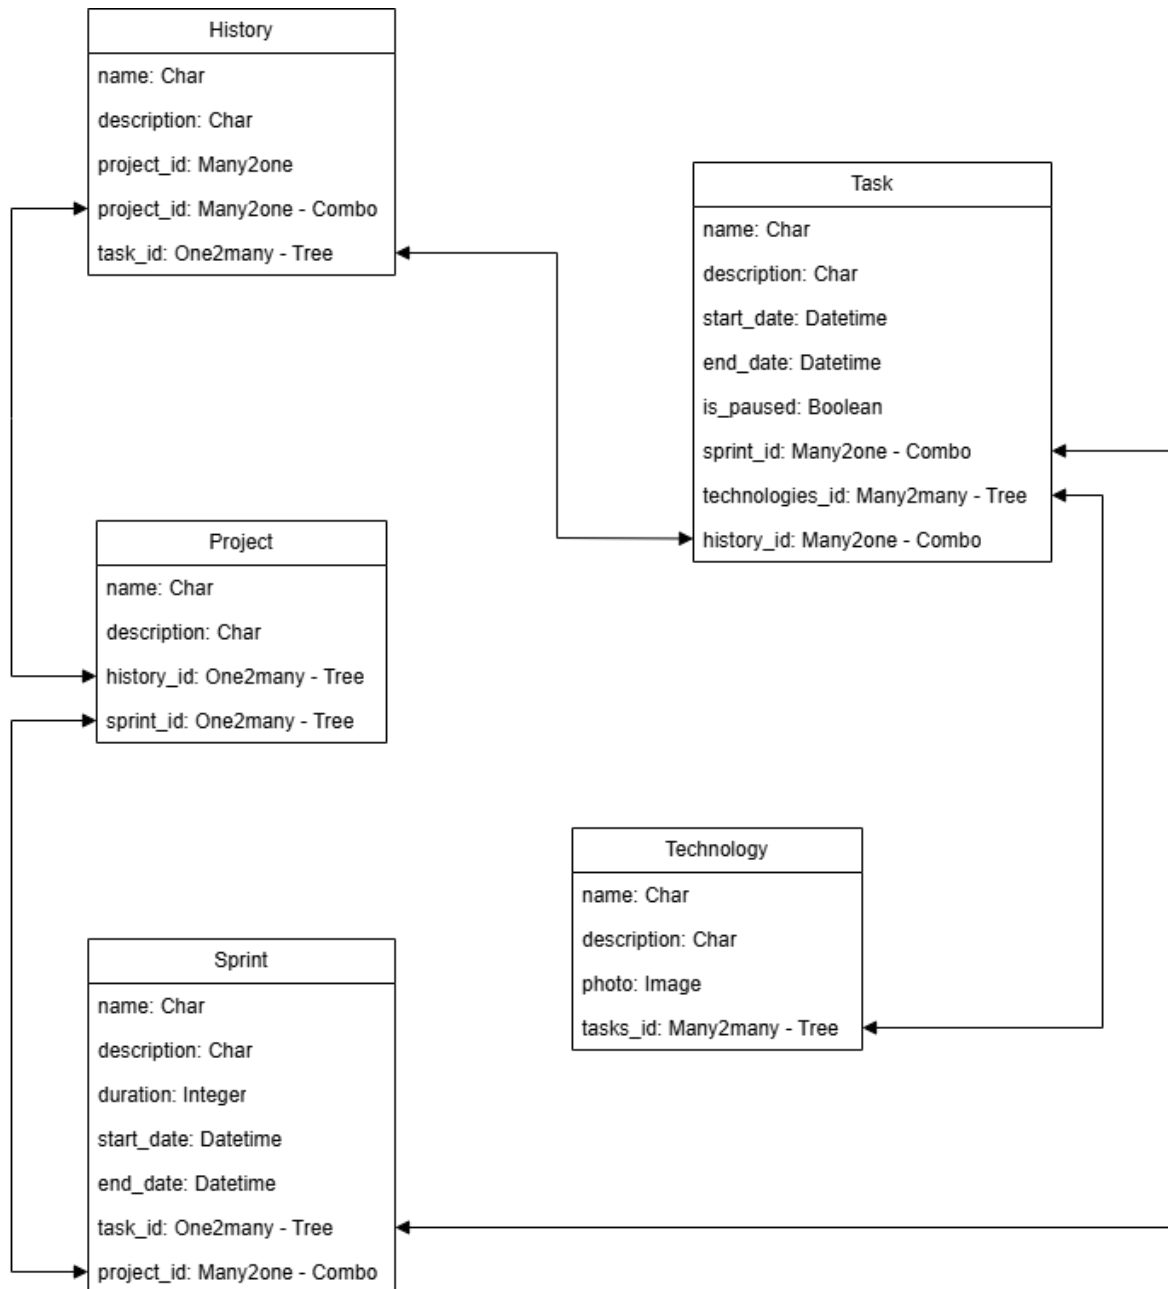 History
name: Char
description: Char
project_id: Many2one
project_id: Many2one - Combo
task_id: One2many - Tree
Task
name: Char
description: Char
start_date: Datetime
end_date: Datetime
is_paused: Boolean
sprint_id: Many2one - Combo
technologies_id: Many2many - Tree
history_id: Many2one - Combo
Project
name: Char
description: Char
history_id: One2many - Tree
sprint_id: One2many - Tree
Technology
name: Char
description: Char
photo: Image
tasks_id: Many2many - Tree
Sprint
name: Char
description: Char
duration: Integer
start_date: Datetime
end_date: Datetime
task_id: One2many - Tree
project_id: Many2one - Combo